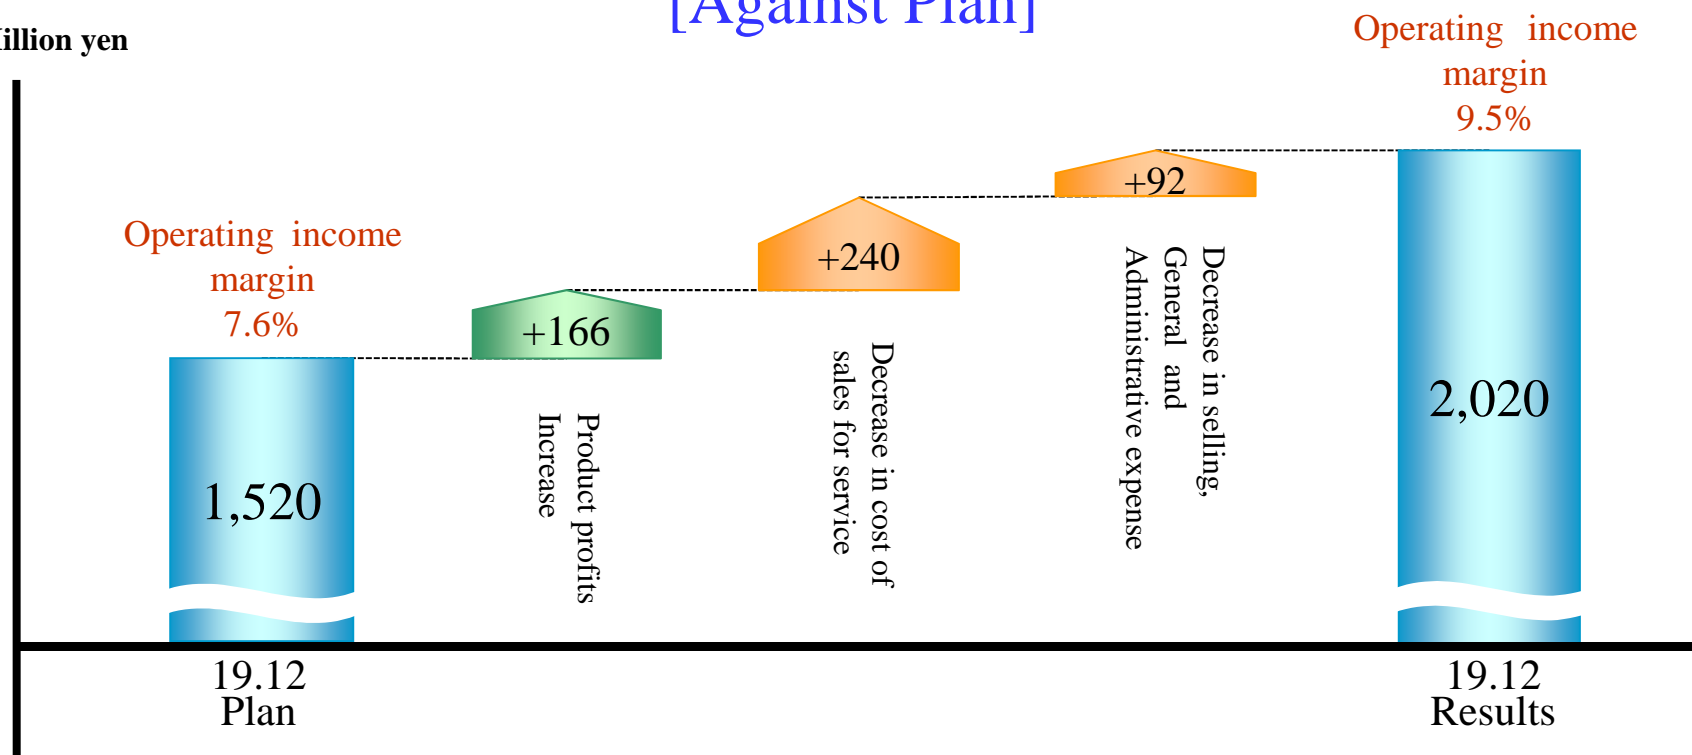 [Against Plan]
Million yen
Operating income
margin
9.5%
Operating income
margin
7.6%
+92
+240
+166
2,020
1,520
Product profits
Increase
Decrease in cost of
sales for service
Decrease in selling,
General and
Administrative expense
19.12
Plan
19.12
Results